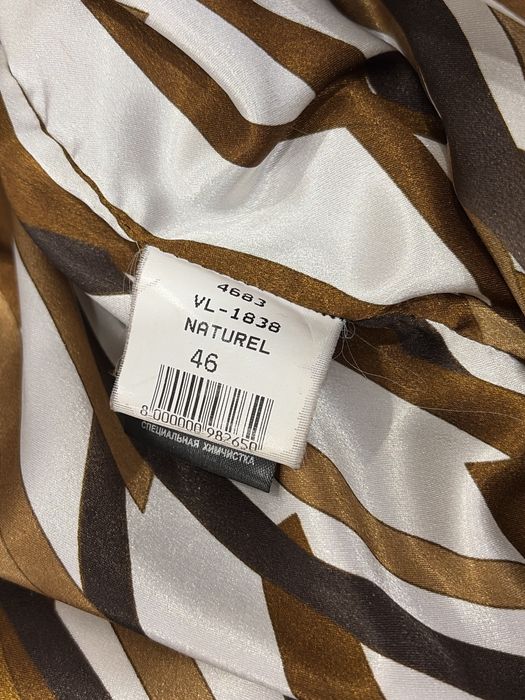 4683
VL-1838
NATUREL
46
8 000000 982650
СПЕЦИАЛЬНАЯ ХИМЧИСТКА